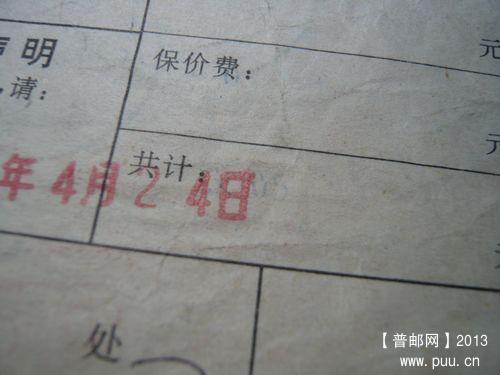 声明
保价费：
元
请：
元
共计：
年4月24日
处
【普邮网】2013
www.puu.cn